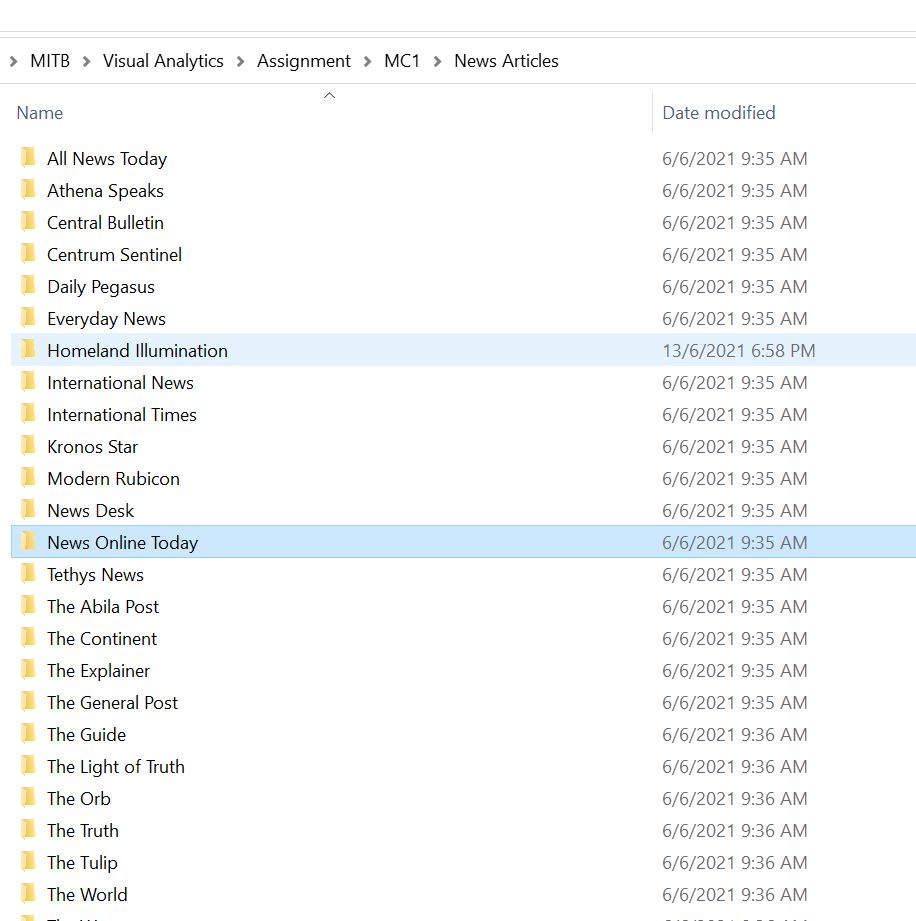 MITB > Visual Analytics > Assignment > MC1 > News Articles
Name Date modified
All News Today 6/6/2021 9:35 AM
Athena Speaks 6/6/2021 9:35 AM
Central Bulletin 6/6/2021 9:35 AM
Centrum Sentinel 6/6/2021 9:35 AM
Daily Pegasus 6/6/2021 9:35 AM
Everyday News 6/6/2021 9:35 AM
Homeland Illumination 13/6/2021 6:58 PM
International News 6/6/2021 9:35 AM
International Times 6/6/2021 9:35 AM
Kronos Star 6/6/2021 9:35 AM
Modern Rubicon 6/6/2021 9:35 AM
News Desk 6/6/2021 9:35 AM
News Online Today 6/6/2021 9:35 AM
Tethys News 6/6/2021 9:35 AM
The Abila Post 6/6/2021 9:35 AM
The Continent 6/6/2021 9:35 AM
The Explainer 6/6/2021 9:35 AM
The General Post 6/6/2021 9:35 AM
The Guide 6/6/2021 9:36 AM
The Light of Truth 6/6/2021 9:36 AM
The Orb 6/6/2021 9:36 AM
The Truth 6/6/2021 9:36 AM
The Tulip 6/6/2021 9:36 AM
The World 6/6/2021 9:36 AM